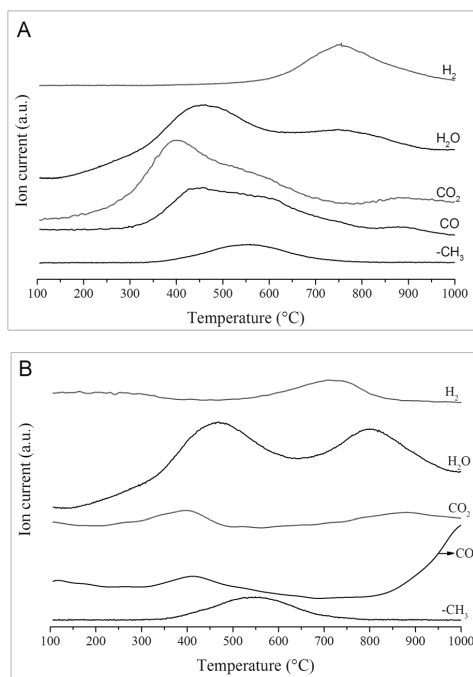 A
Ion current (a.u.)
H₂
H₂O
CO₂
CO
-CH₃
100 200 300 400 500 600 700 800 900 1000
Temperature (°C)
B
Ion current (a.u.)
H₂
H₂O
CO₂
CO
-CH₃
100 200 300 400 500 600 700 800 900 1000
Temperature (°C)